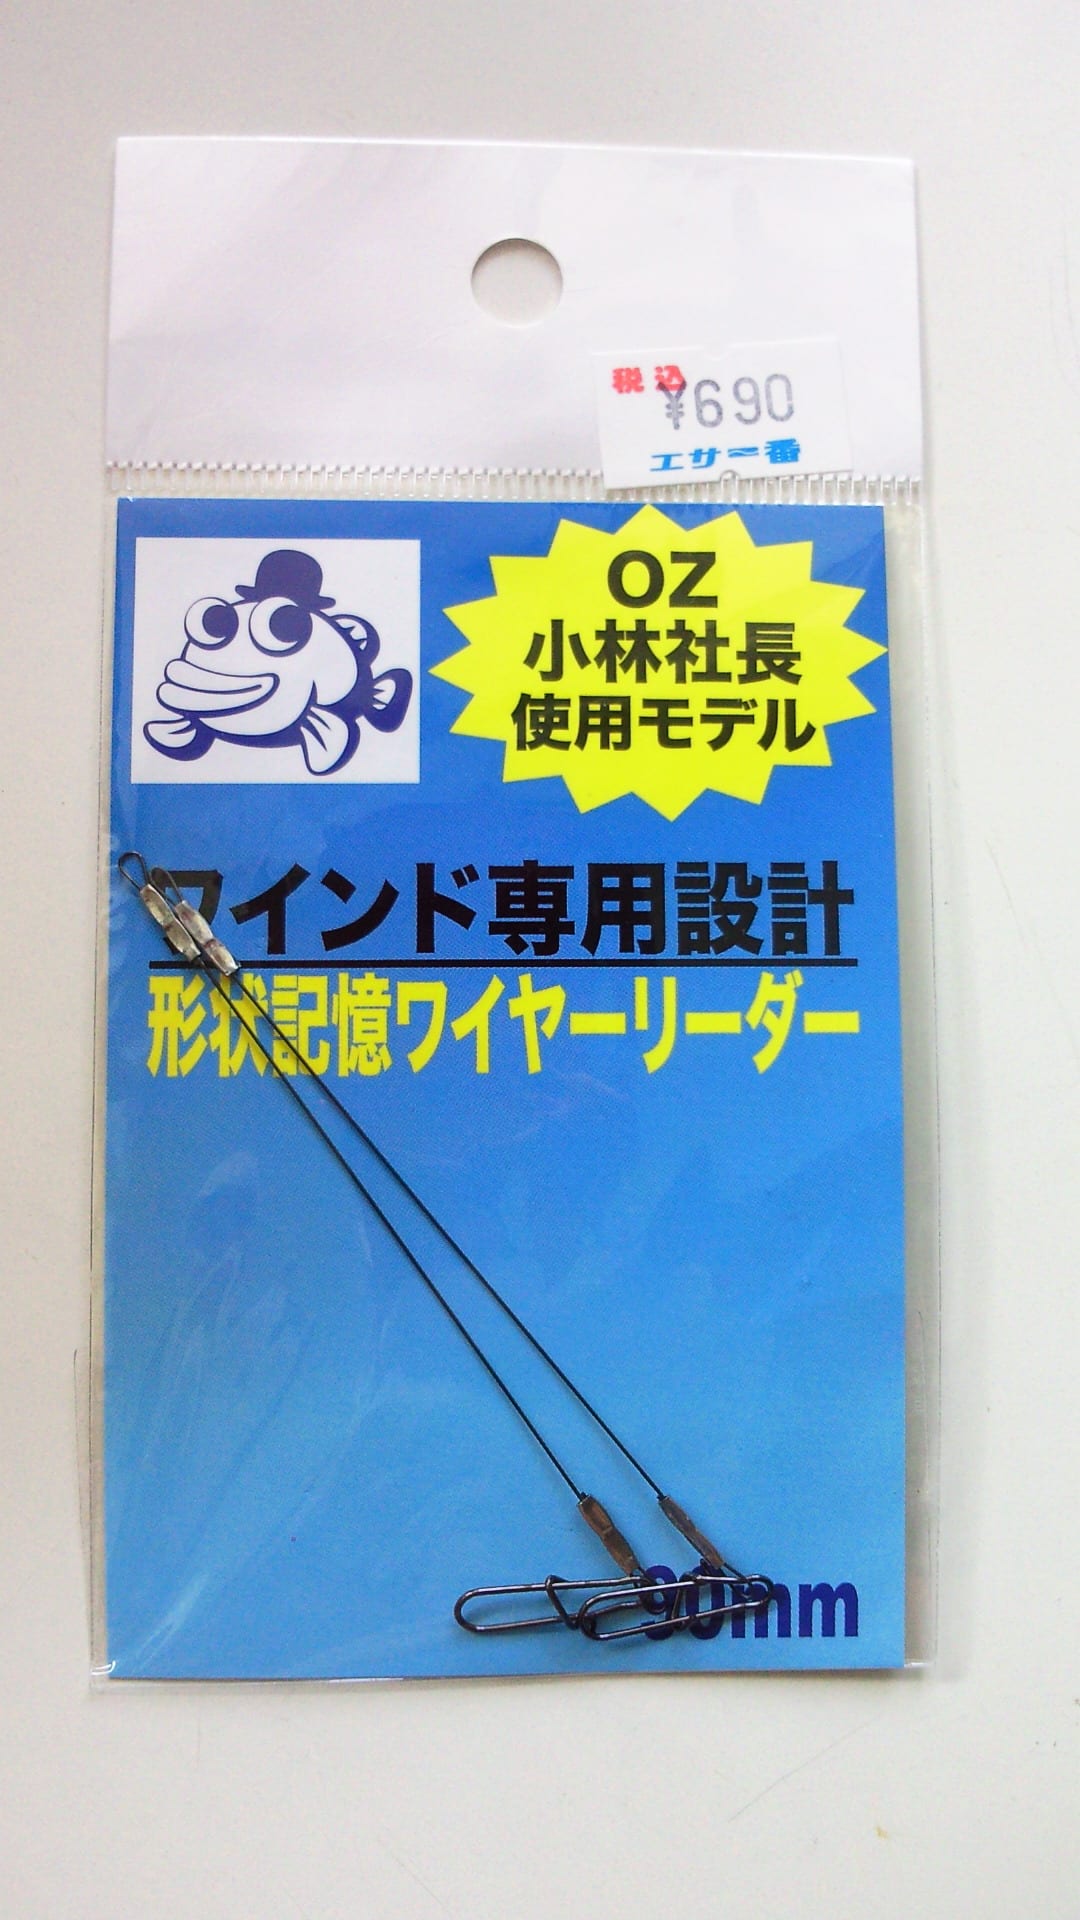 税込
¥690
エサ一番
OZ
小林社長
使用モデル
ワインド専用設計
形状記憶ワイヤーリーダー
90mm